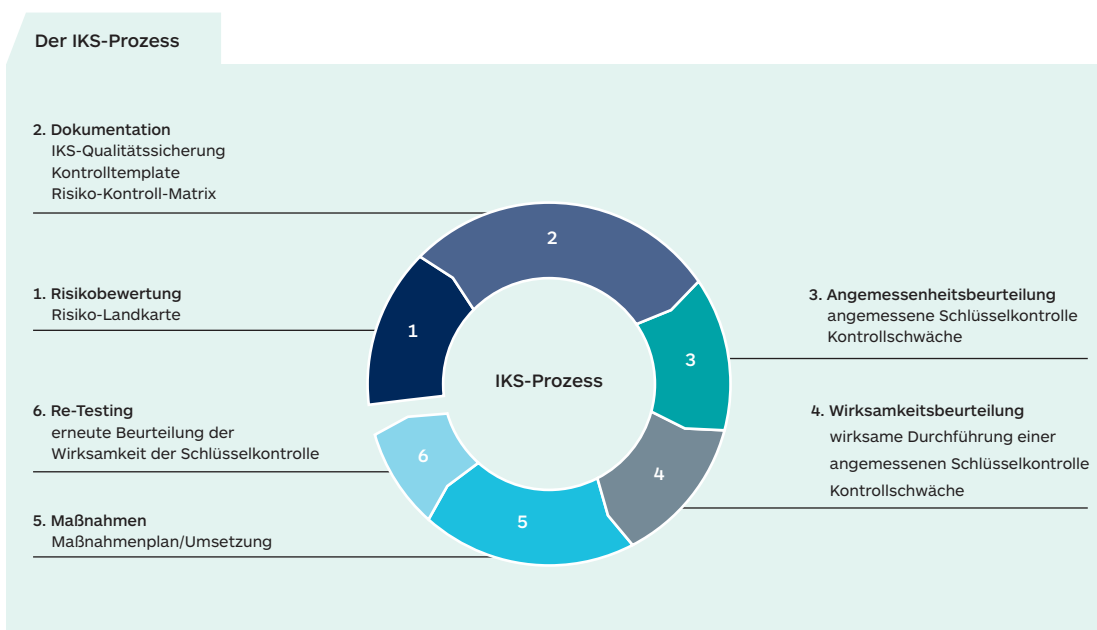 Der IKS-Prozess
2. Dokumentation
IKS-Qualitätssicherung
Kontrolltemplate
Risiko-Kontroll-Matrix
2
1. Risikobewertung
Risiko-Landkarte
1
3. Angemessenheitsbeurteilung
angemessene Schlüsselkontrolle
Kontrollschwäche
3
IKS-Prozess
6. Re-Testing
erneute Beurteilung der
Wirksamkeit der Schlüsselkontrolle
6
4. Wirksamkeitsbeurteilung
wirksame Durchführung einer
angemessenen Schlüsselkontrolle
Kontrollschwäche
4
5. Maßnahmen
Maßnahmenplan/Umsetzung
5